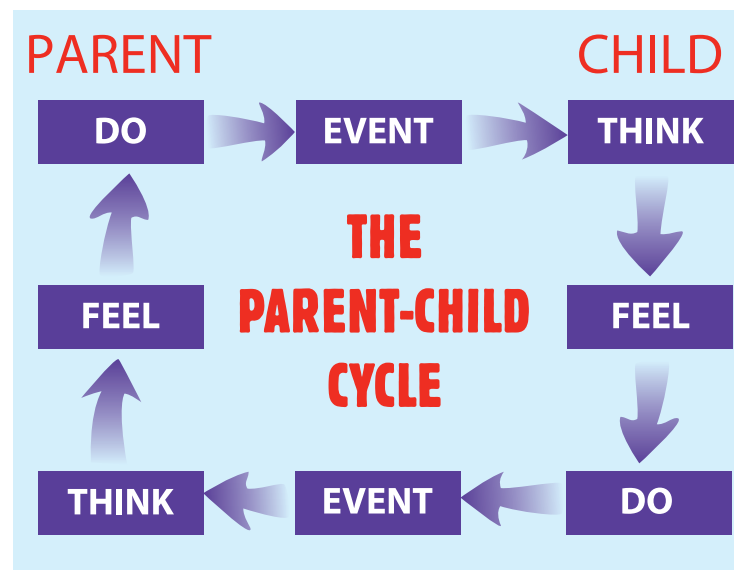 PARENT CHILD
DO EVENT THINK
THE
PARENT-CHILD
CYCLE
FEEL FEEL
THINK EVENT DO